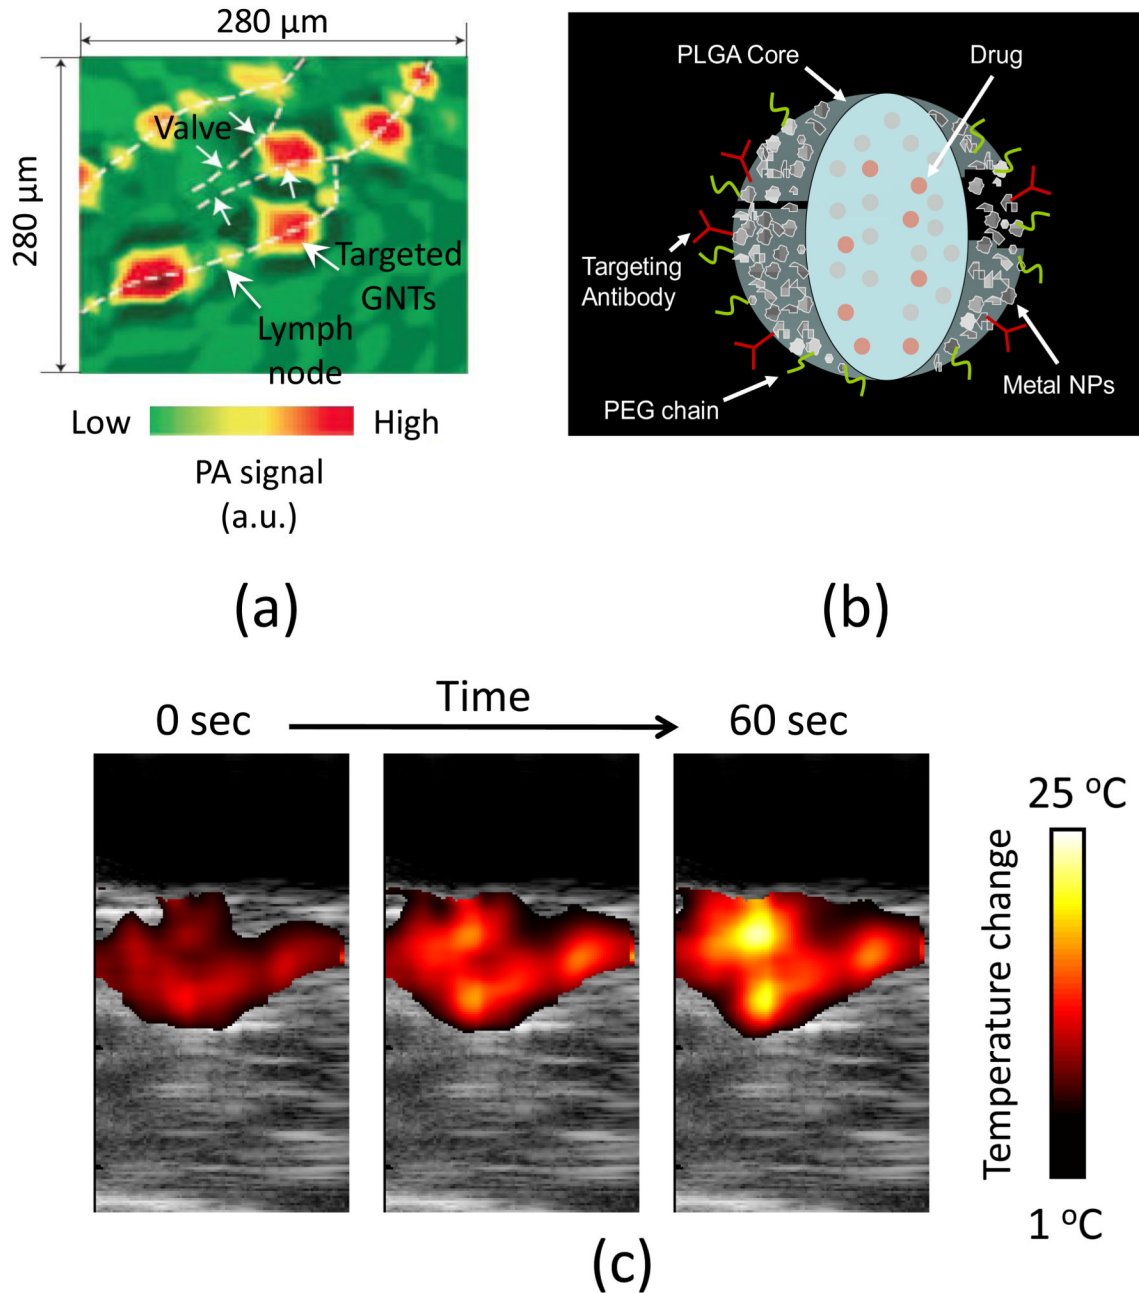 280 µm
280 µm
Valve
Targeted
GNTs
Lymph
node
Low
High
PA signal
(a.u.)
(a)
PLGA Core
Drug
Targeting
Antibody
PEG chain
Metal NPs
(b)
Time
0 sec
60 sec
25 °C
Temperature change
1 °C
(c)